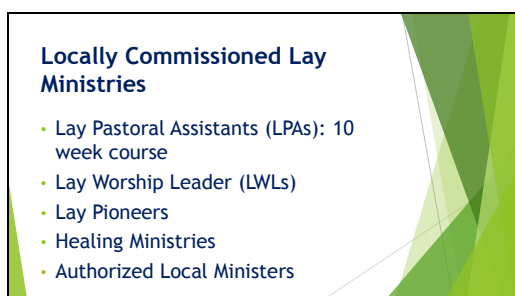 Locally Commissioned Lay
Ministries
• Lay Pastoral Assistants (LPAs): 10
week course
• Lay Worship Leader (LWLs)
• Lay Pioneers
• Healing Ministries
• Authorized Local Ministers